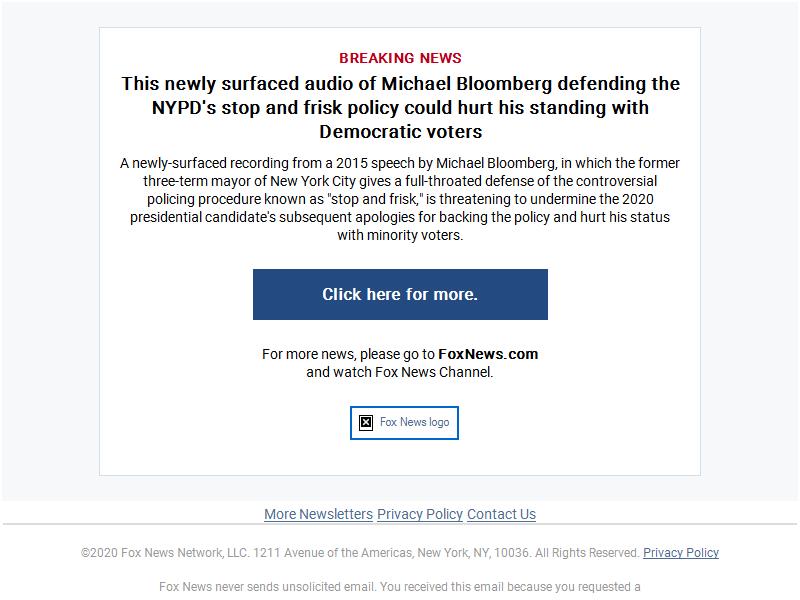 BREAKING NEWS
This newly surfaced audio of Michael Bloomberg defending the
NYPD's stop and frisk policy could hurt his standing with
Democratic voters
A newly-surfaced recording from a 2015 speech by Michael Bloomberg, in which the former
three-term mayor of New York City gives a full-throated defense of the controversial
policing procedure known as "stop and frisk," is threatening to undermine the 2020
presidential candidate's subsequent apologies for backing the policy and hurt his status
with minority voters.
Click here for more.
For more news, please go to FoxNews.com
and watch Fox News Channel.
Fox News logo
More Newsletters Privacy Policy Contact Us
©2020 Fox News Network, LLC. 1211 Avenue of the Americas, New York, NY, 10036. All Rights Reserved. Privacy Policy
Fox News never sends unsolicited email. You received this email because you requested a